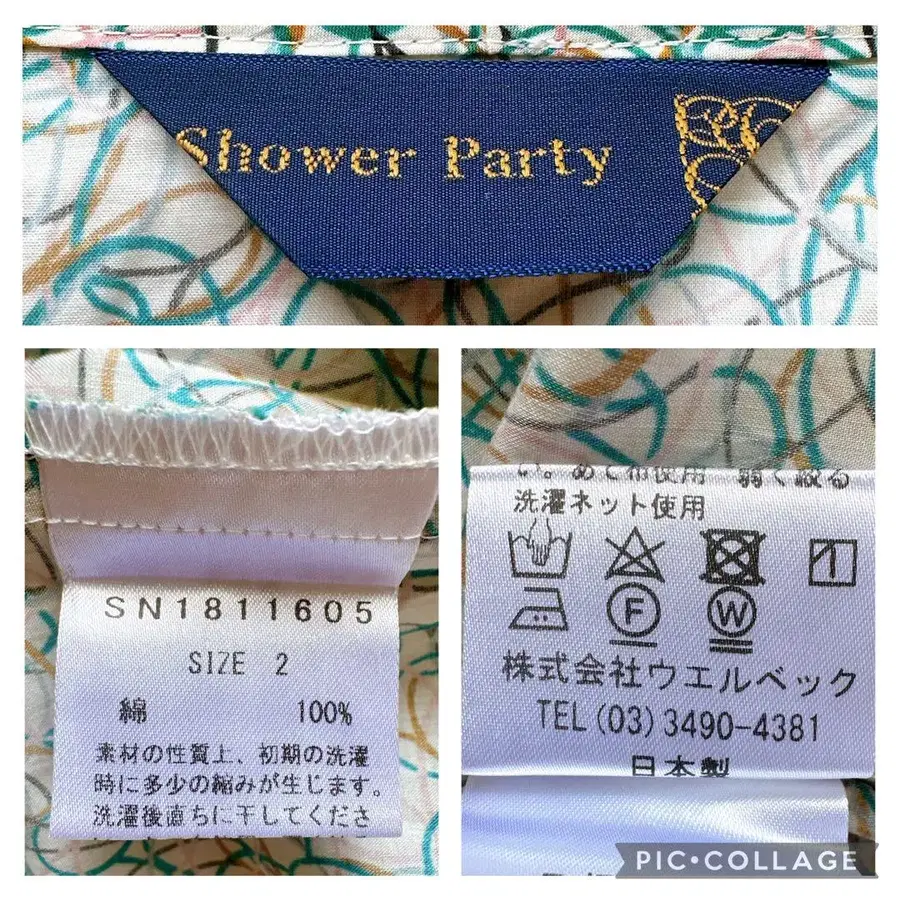 Shower Party
SN1811605
SIZE 2
綿 100%
素材の性質上、初期の洗濯
時に多少の縮みが生じます。
洗濯後直ちに干してくださ
洗濯ネット使用
F W
株式会社ウエルベック
TEL(03)3490-4381
日本製
PIC•COLLAGE